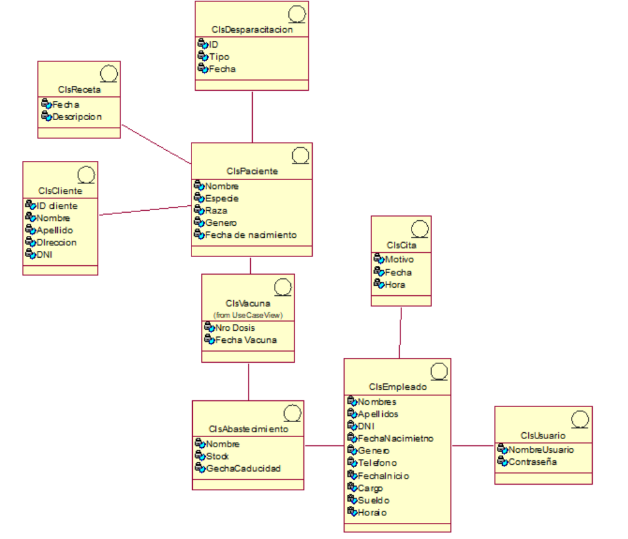 ClsDesparacitacion
ID
Tipo
Fecha
ClsReceta
Fecha
Descripcion
ClsPaciente
Nombre
Especie
Raza
Genero
Fecha de nacimiento
ClsCliente
ID cliente
Nombre
Apellido
DIreccion
DNI
ClsCita
Motivo
Fecha
Hora
ClsVacuna
(from UseCaseView)
Nro Dosis
Fecha Vacuna
ClsEmpleado
Nombres
Apellidos
DNI
FechaNacimietno
Genero
Telefono
FechaInicio
Cargo
Sueldo
Horaio
ClsAbastecimiento
Nombre
Stock
GechaCaducidad
ClsUsuario
NombreUsuario
Contraseña